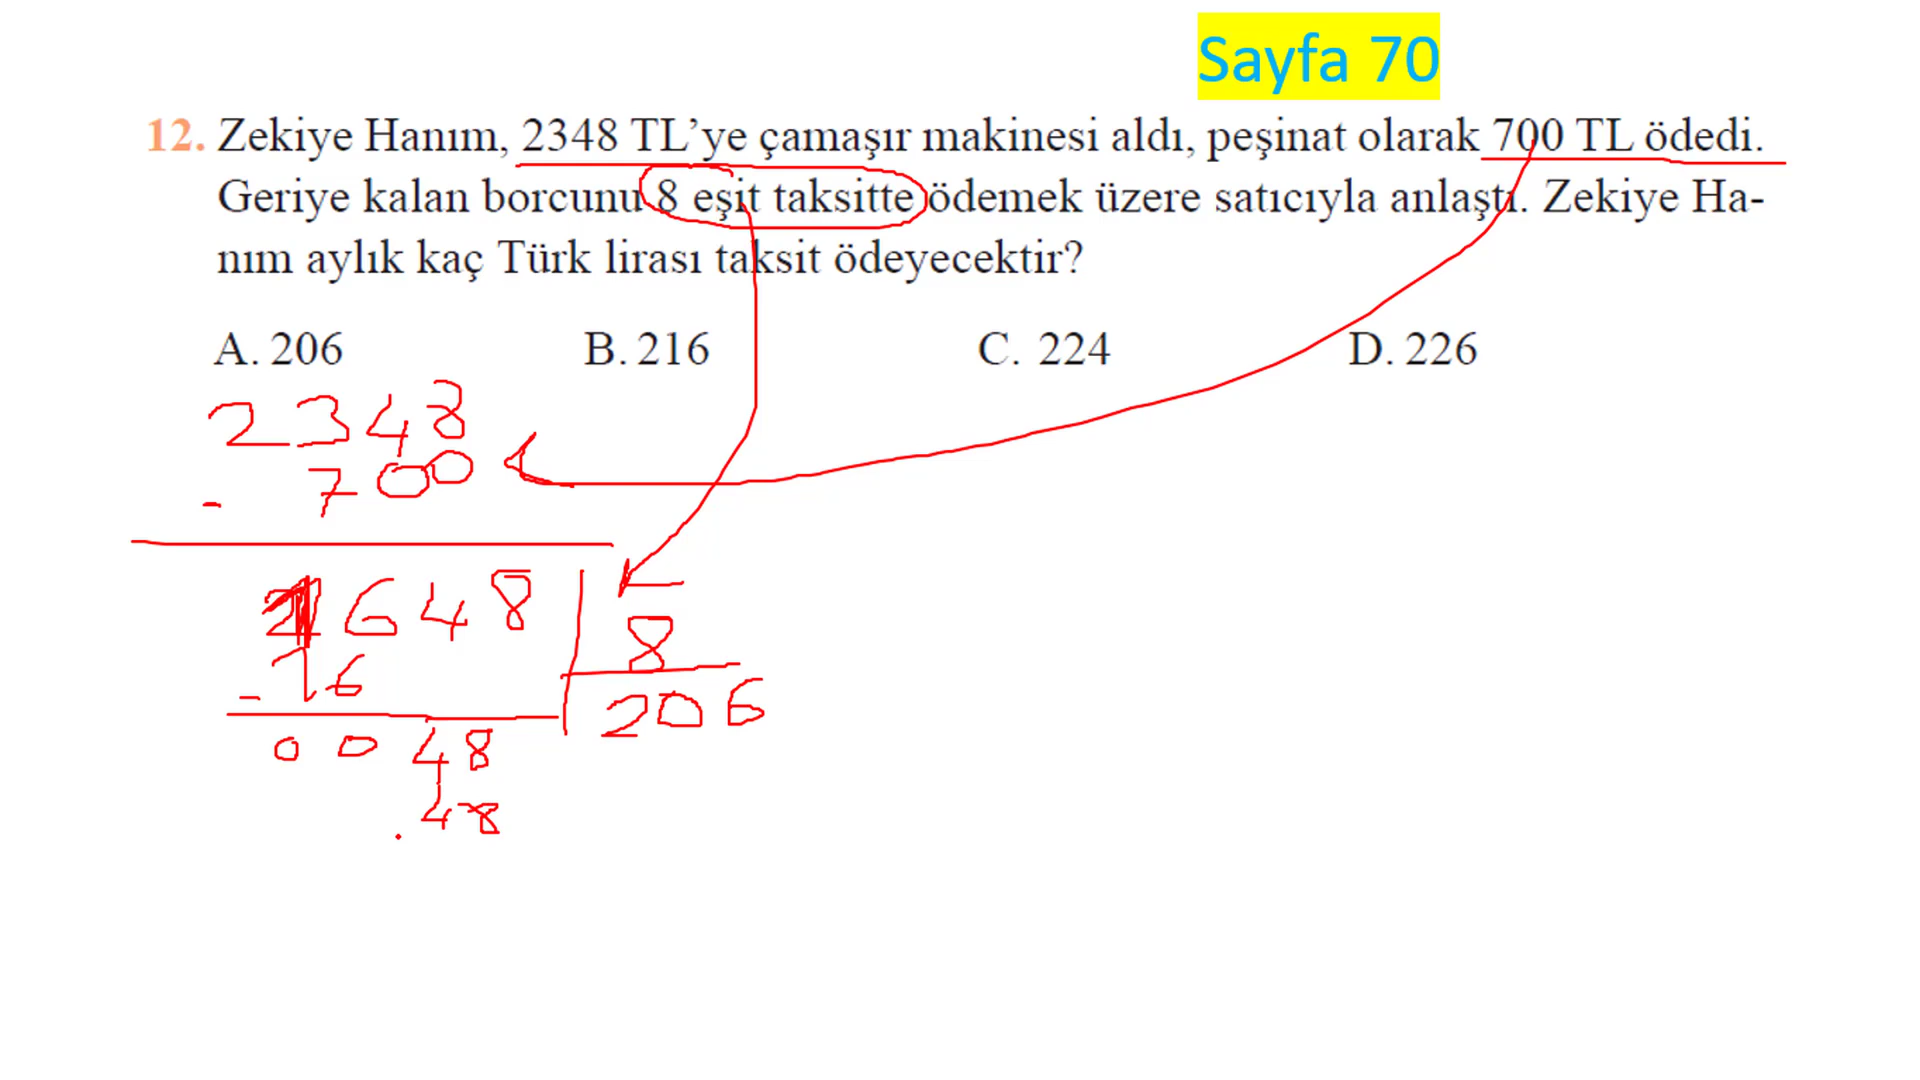 Sayfa 70
12. Zekiye Hanım, 2348 TL’ye çamaşır makinesi aldı, peşinat olarak 700 TL ödedi.
Geriye kalan borcunu 8 eşit taksitte ödemek üzere satıcıyla anlaştı. Zekiye Ha-
nım aylık kaç Türk lirası taksit ödeyecektir?
A. 206 B. 216 C. 224 D. 226
2348
- 700
1648 8
- 16 206
0048
48